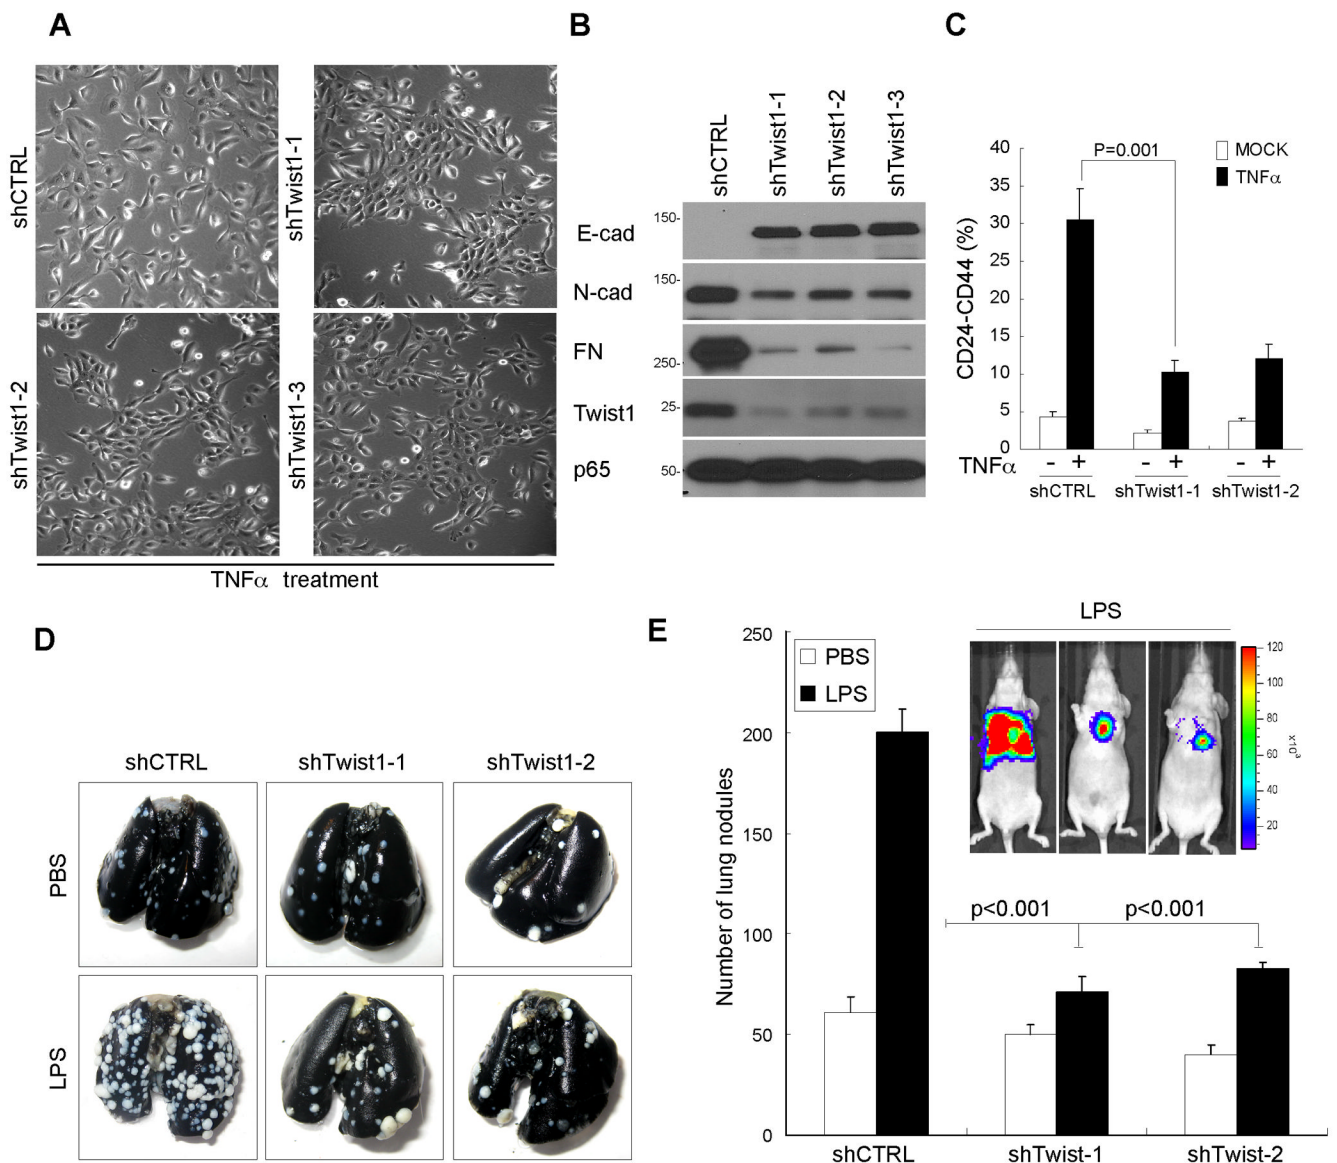 A
shCTRL
shTwist1-1
shTwist1-2
shTwist1-3
TNFα treatment
B
shCTRL
shTwist1-1
shTwist1-2
shTwist1-3
E-cad
150-
N-cad
150-
FN
250-
Twist1
25-
p65
50-
C
MOCK
TNFα
P=0.001
CD24-CD44 (%)
40
35
30
25
20
15
10
5
0
TNFα - + - + - +
shCTRL shTwist1-1 shTwist1-2
D
shCTRL shTwist1-1 shTwist1-2
PBS
LPS
E
PBS
LPS
Number of lung nodules
250
200
150
100
50
0
p<0.001 p<0.001
shCTRL shTwist-1 shTwist-2
LPS
120
100
80
60
40
20
x10³